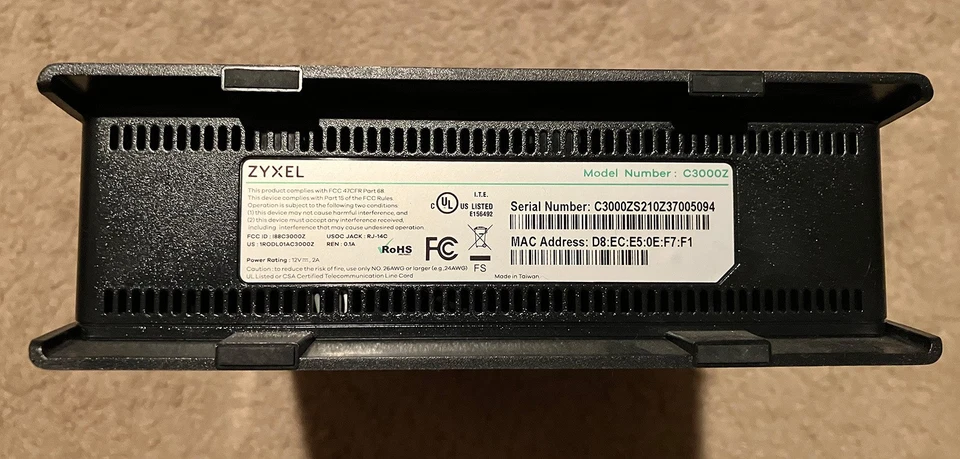 ZYXEL
Model Number: C3000Z
This product complies with FCC 47CFR Part 68.
This device complies with Part 15 of the FCC Rules.
Operation is subject to the following two conditions
(1) this device may not cause harmful interference, and
(2) this device must accept any interference received,
including interference that may cause undesired operation.
FCC ID : I88C3000Z USOC JACK : RJ-14C
US : 1RODL01AC3000Z REN : 0.1A
Power Rating : 12V⎓, 2A
Caution : to reduce the risk of fire, use only NO. 26AWG or larger (e.g.,24AWG)
UL Listed or CSA Certified Telecommunication Line Cord
RoHS
FC
C UL US LISTED
I.T.E.
E156492
FS
Serial Number: C3000ZS210Z37005094
MAC Address: D8:EC:E5:0E:F7:F1
Made in Taiwan